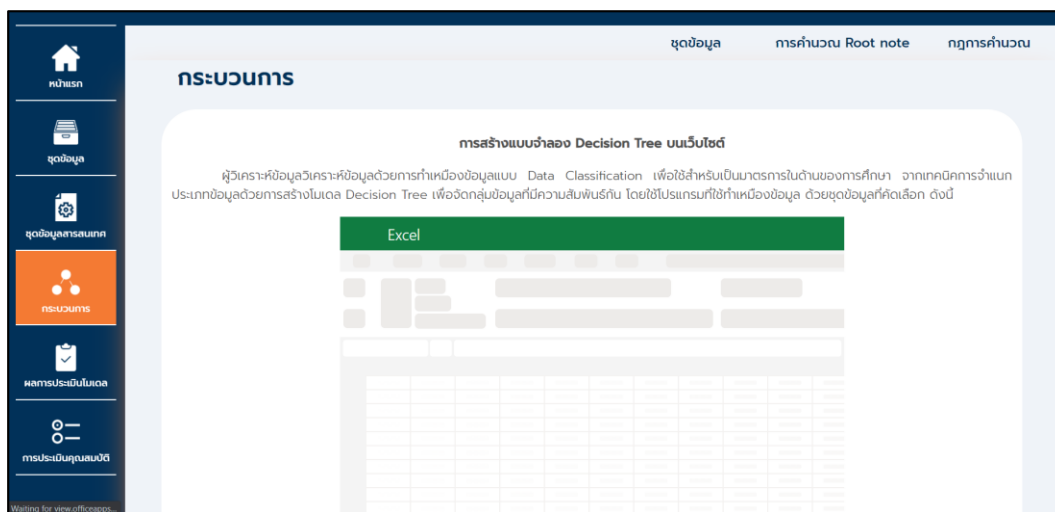 ชุดข้อมูล การคำนวณ Root note กฎการคำนวณ
หน้าแรก
ชุดข้อมูล
ชุดข้อมูลสารสนเทศ
กระบวนการ
ผลการประเมินโมเดล
การประเมินคุณสมบัติ
Waiting for view.officeapps...
กระบวนการ
การสร้างแบบจำลอง Decision Tree บนเว็บไซต์
ผู้วิเคราะห์ข้อมูลวิเคราะห์ข้อมูลด้วยการทำเหมืองข้อมูลแบบ Data Classification เพื่อใช้สำหรับเป็นมาตรการในด้านของการศึกษา จากเทคนิคการจำแนก
ประเภทข้อมูลด้วยการสร้างโมเดล Decision Tree เพื่อจัดกลุ่มข้อมูลที่มีความสัมพันธ์กัน โดยใช้โปรแกรมที่ใช้ทำเหมืองข้อมูล ด้วยชุดข้อมูลที่คัดเลือก ดังนี้
Excel